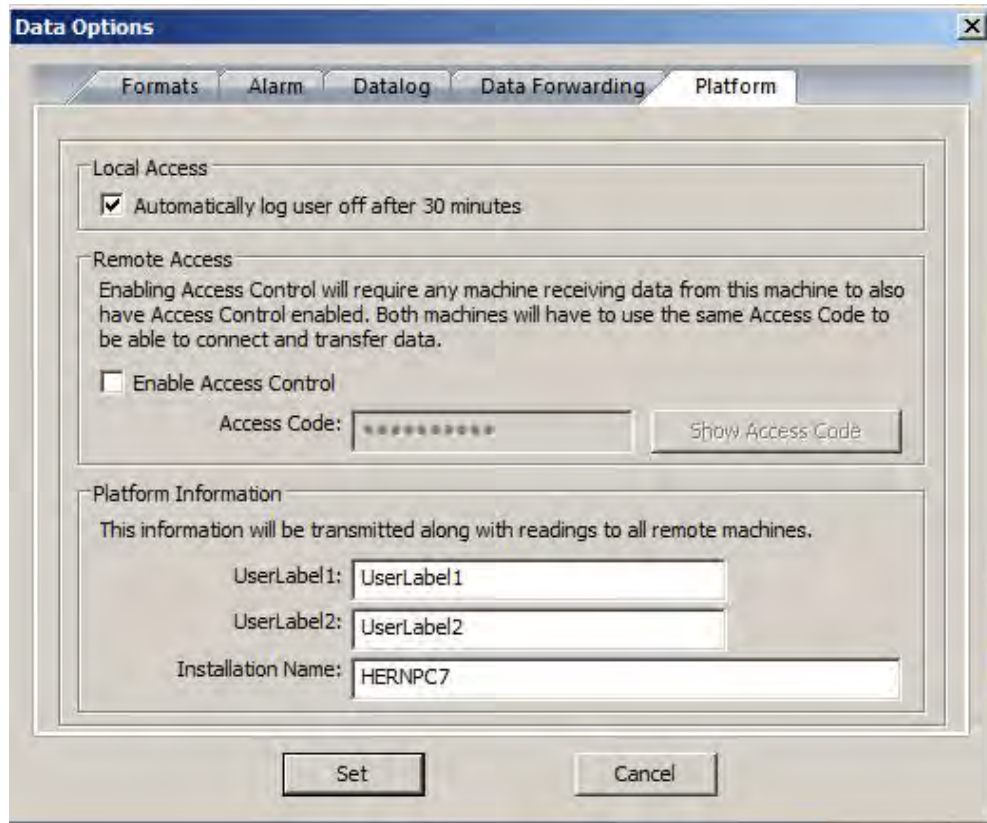 Data Options
Formats Alarm Datalog Data Forwarding Platform
Local Access
Automatically log user off after 30 minutes
Remote Access
Enabling Access Control will require any machine receiving data from this machine to also
have Access Control enabled. Both machines will have to use the same Access Code to
be able to connect and transfer data.
Enable Access Control
Access Code: ********** Show Access Code
Platform Information
This information will be transmitted along with readings to all remote machines.
UserLabel1: UserLabel1
UserLabel2: UserLabel2
Installation Name: HERNPC7
Set Cancel